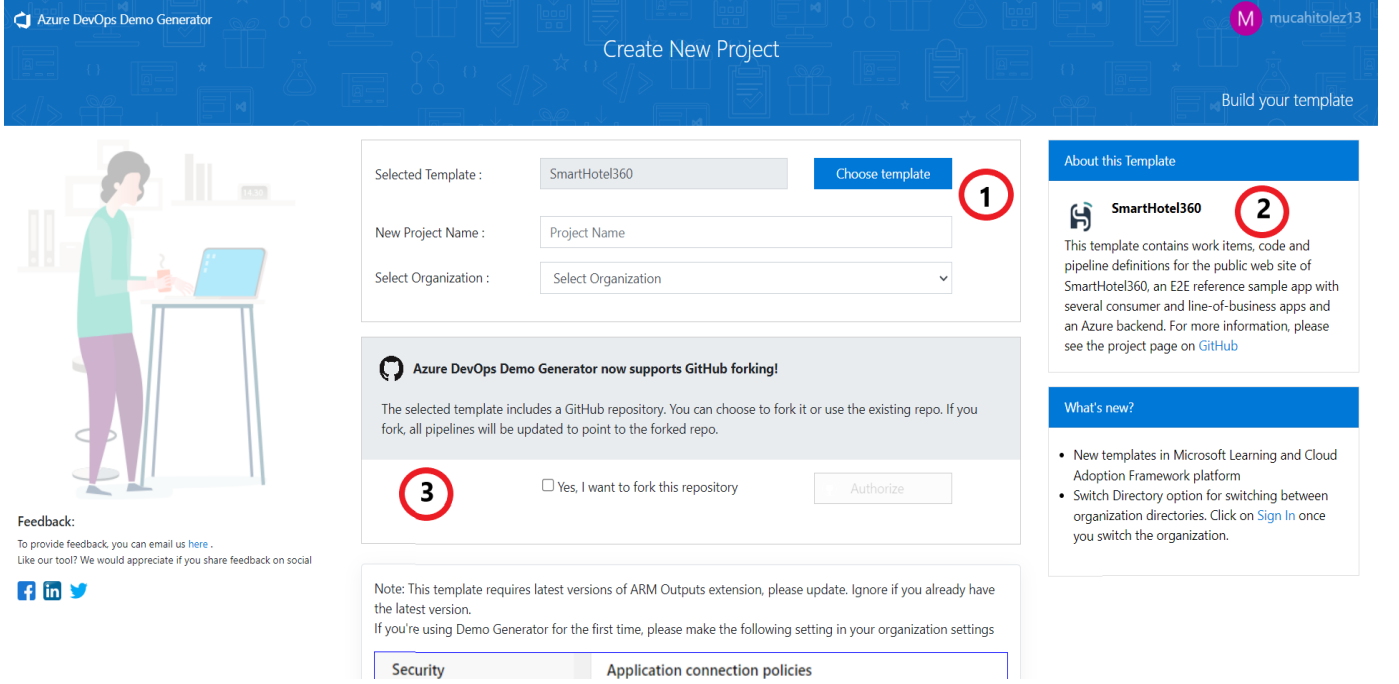 Azure DevOps Demo Generator
M mucahitolez13
Create New Project
Build your template
Selected Template :
SmartHotel360
Choose template
1
New Project Name :
Project Name
Select Organization :
Select Organization
Azure DevOps Demo Generator now supports GitHub forking!
The selected template includes a GitHub repository. You can choose to fork it or use the existing repo. If you
fork, all pipelines will be updated to point to the forked repo.
3
Yes, I want to fork this repository
Authorize
Note: This template requires latest versions of ARM Outputs extension, please update. Ignore if you already have
the latest version.
If you're using Demo Generator for the first time, please make the following setting in your organization settings
Security
Application connection policies
About this Template
SmartHotel360
2
This template contains work items, code and
pipeline definitions for the public web site of
SmartHotel360, an E2E reference sample app with
several consumer and line-of-business apps and
an Azure backend. For more information, please
see the project page on GitHub
What's new?
New templates in Microsoft Learning and Cloud
Adoption Framework platform
Switch Directory option for switching between
organization directories. Click on Sign In once
you switch the organization.
14:30
Feedback:
To provide feedback, you can email us here .
Like our tool? We would appreciate if you share feedback on social